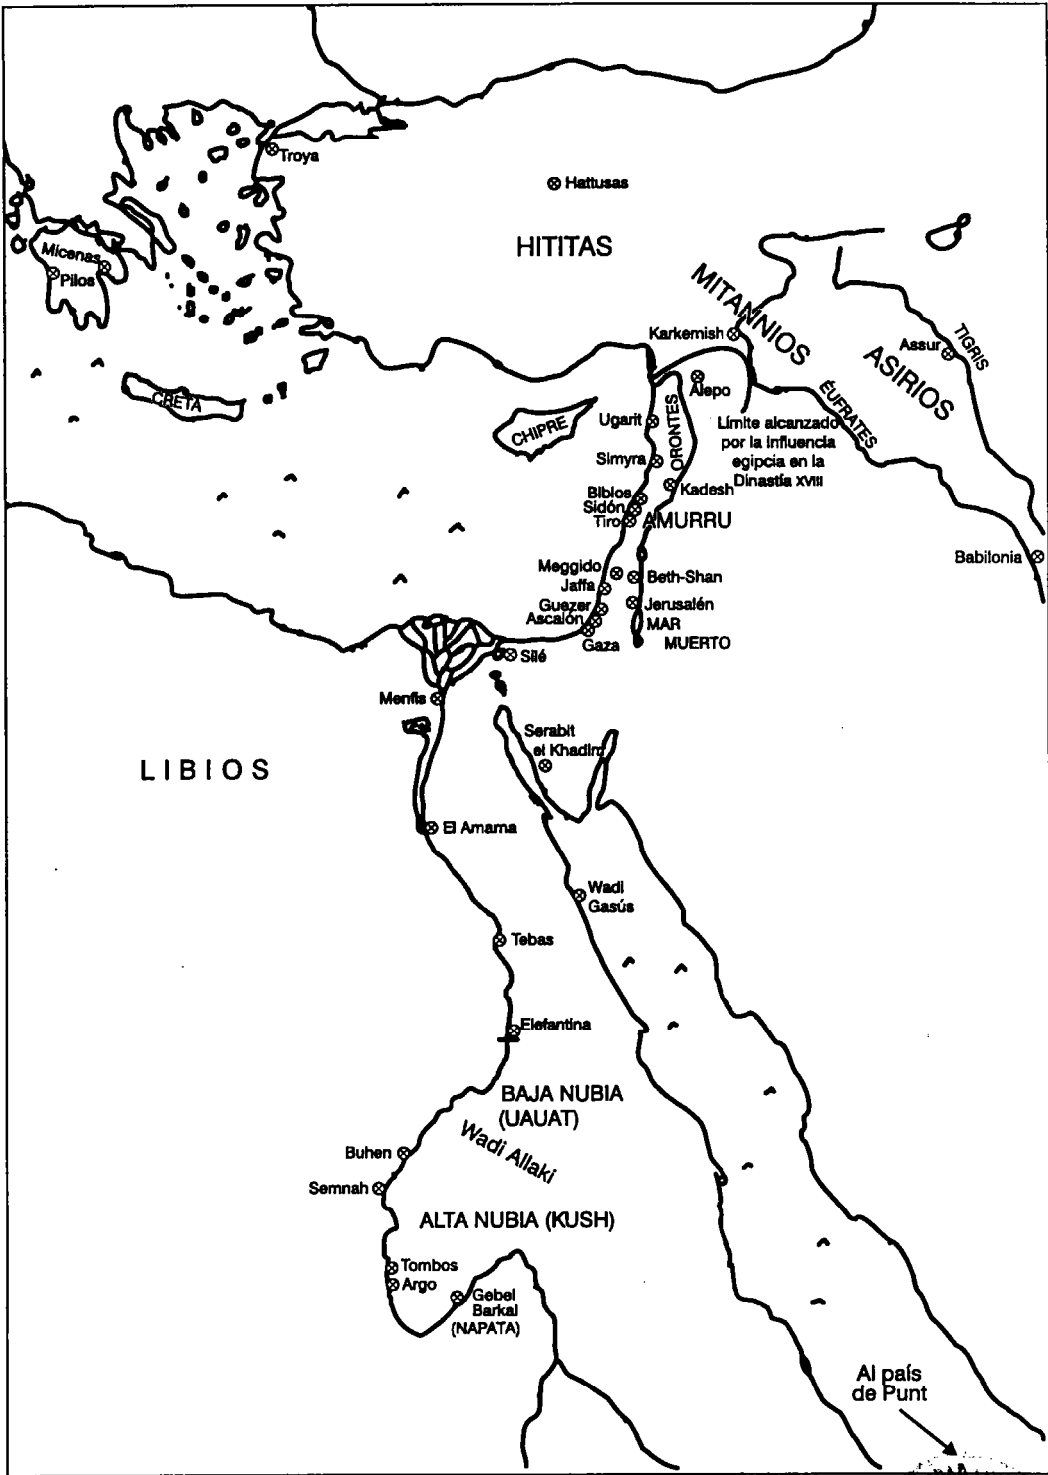 Troya
Hattusas
HITITAS
Micenas
Pilos
MITANNIOS
Karkemish
Assur
TIGRIS
ASIRIOS
CRETA
CHIPRE
Alepo
ÉUFRATES
Ugarit
ORONTES
Límite alcanzado
por la influencia
egipcia en la
Dinastía XVIII
Simyra
Kadesh
Biblos
Sidón
Tiro
AMURRU
Babilonia
Meggido
Beth-Shan
Jaffa
Guezer
Jerusalén
Ascalón
MAR
MUERTO
Gaza
Silé
Menfis
Serabit
el Khadim
LIBIOS
El Amarna
Wadi
Gasús
Tebas
Elefantina
BAJA NUBIA
(UAUAT)
Wadi Allaki
Buhen
Semnah
ALTA NUBIA (KUSH)
Tombos
Argo
Gebel
Barkal
(NAPATA)
Al país
de Punt